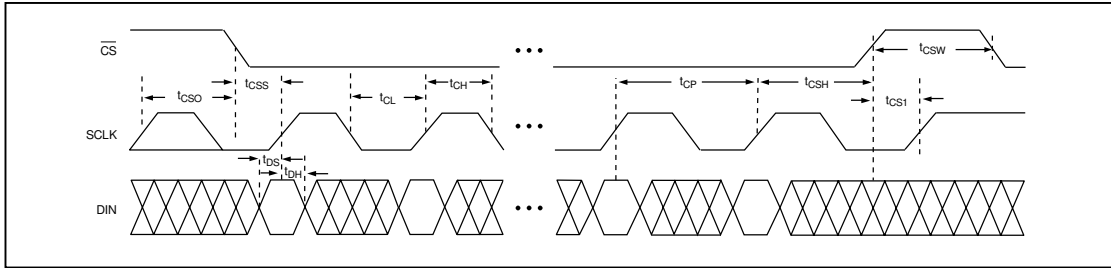 CS
tCSW
tCSS
tCSO
tCL
tCH
tCP
tCSH
tCS1
SCLK
tDS
tDH
DIN